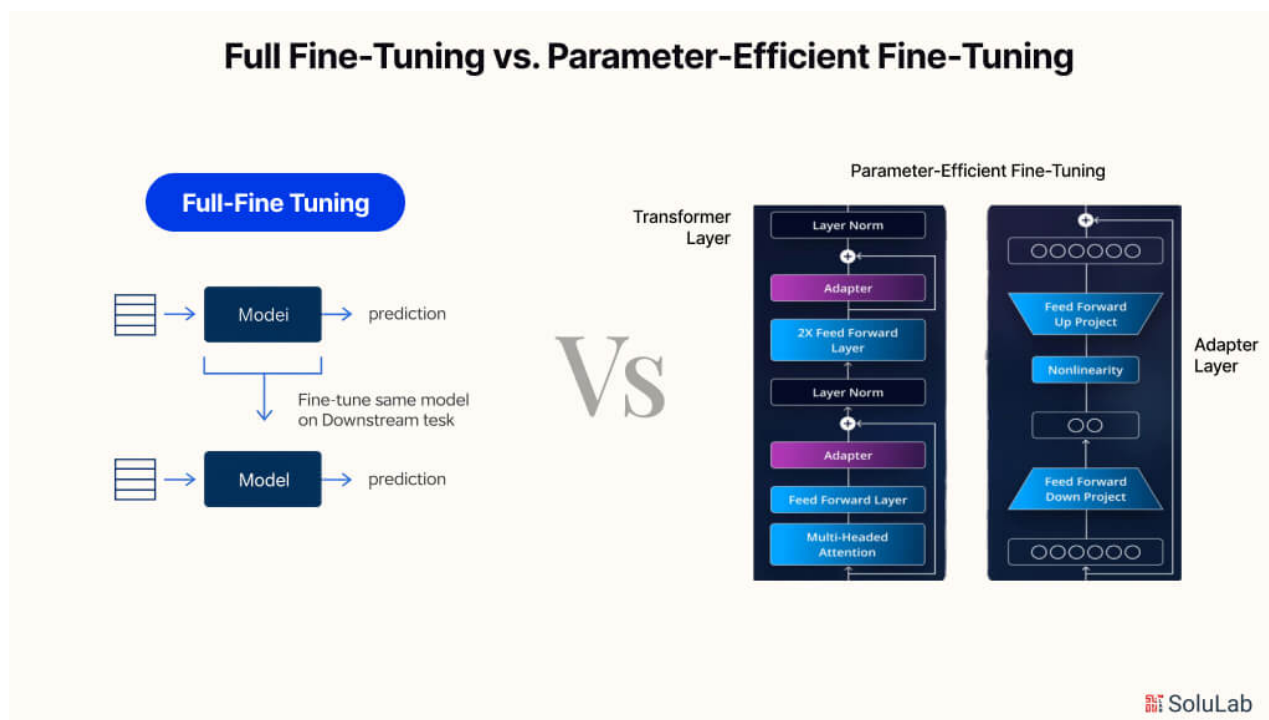 Full Fine-Tuning vs. Parameter-Efficient Fine-Tuning
Full-Fine Tuning
Modei
prediction
Fine-tune same model
on Downstream tesk
Model
prediction
Vs
Parameter-Efficient Fine-Tuning
Transformer
Layer
Layer Norm
Adapter
2X Feed Forward
Layer
Layer Norm
Adapter
Feed Forward Layer
Multi-Headed
Attention
Feed Forward
Up Project
Nonlinearity
Feed Forward
Down Project
Adapter
Layer
SoluLab